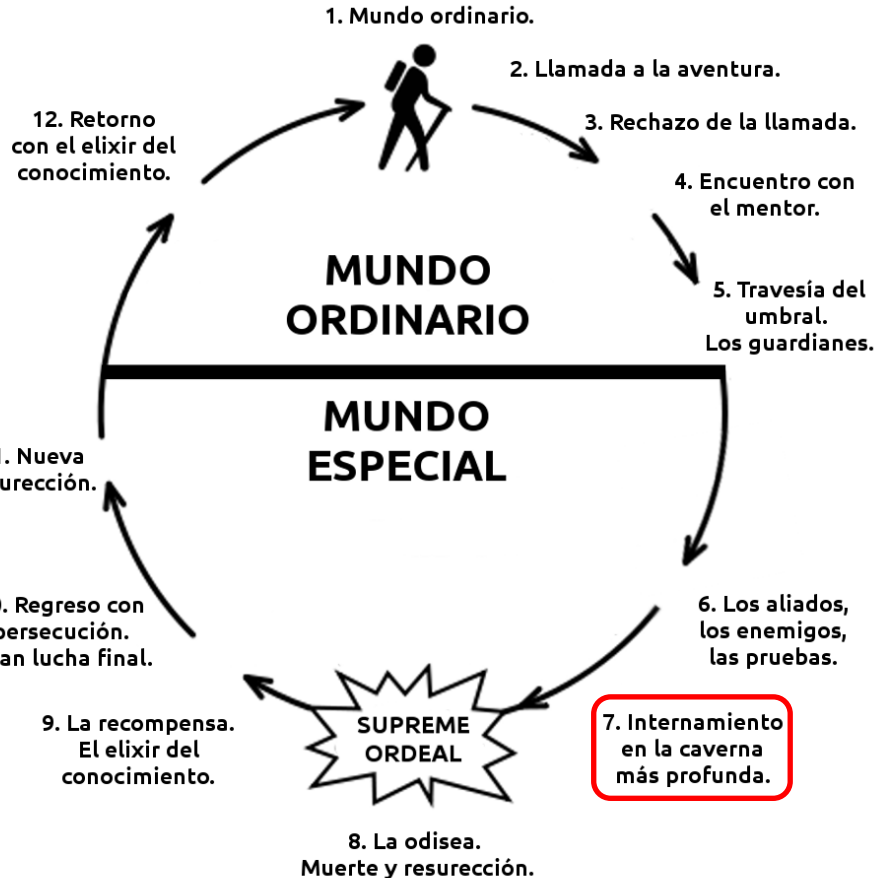 1. Mundo ordinario.
2. Llamada a la aventura.
3. Rechazo de la llamada.
4. Encuentro con
el mentor.
5. Travesía del
umbral.
Los guardianes.
MUNDO
ORDINARIO
MUNDO
ESPECIAL
6. Los aliados,
los enemigos,
las pruebas.
7. Internamiento
en la caverna
más profunda.
SUPREME
ORDEAL
8. La odisea.
Muerte y resurección.
9. La recompensa.
El elixir del
conocimiento.
. Regreso con
persecución.
lucha final.
. Nueva
12. Retorno
con el elixir del
conocimiento.